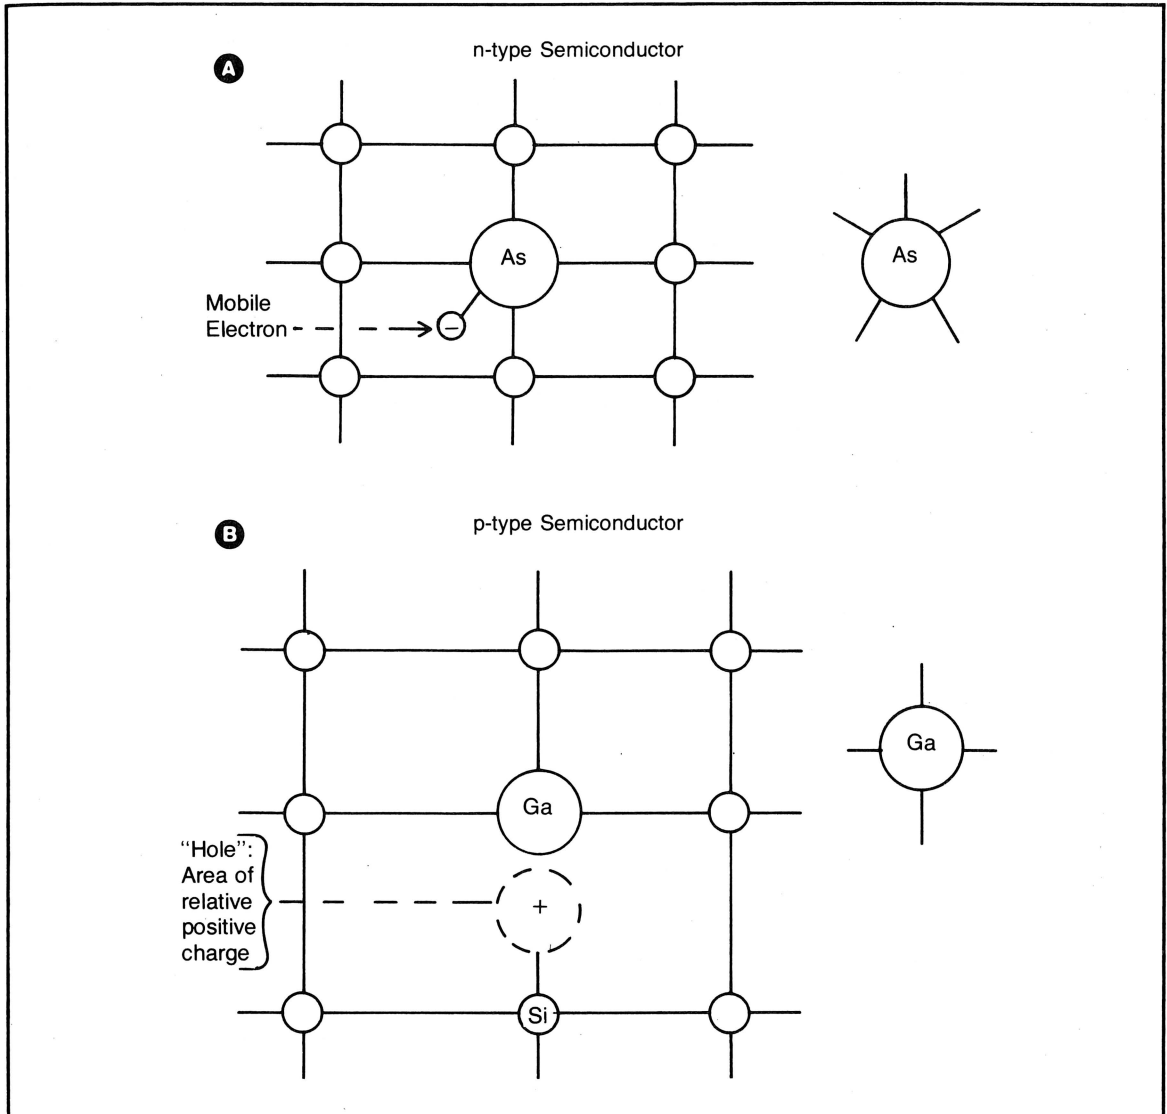 A
n-type Semiconductor
As
As
Mobile
Electron
−
B
p-type Semiconductor
Ga
Ga
“Hole”:
Area of
relative
positive
charge
+
Si